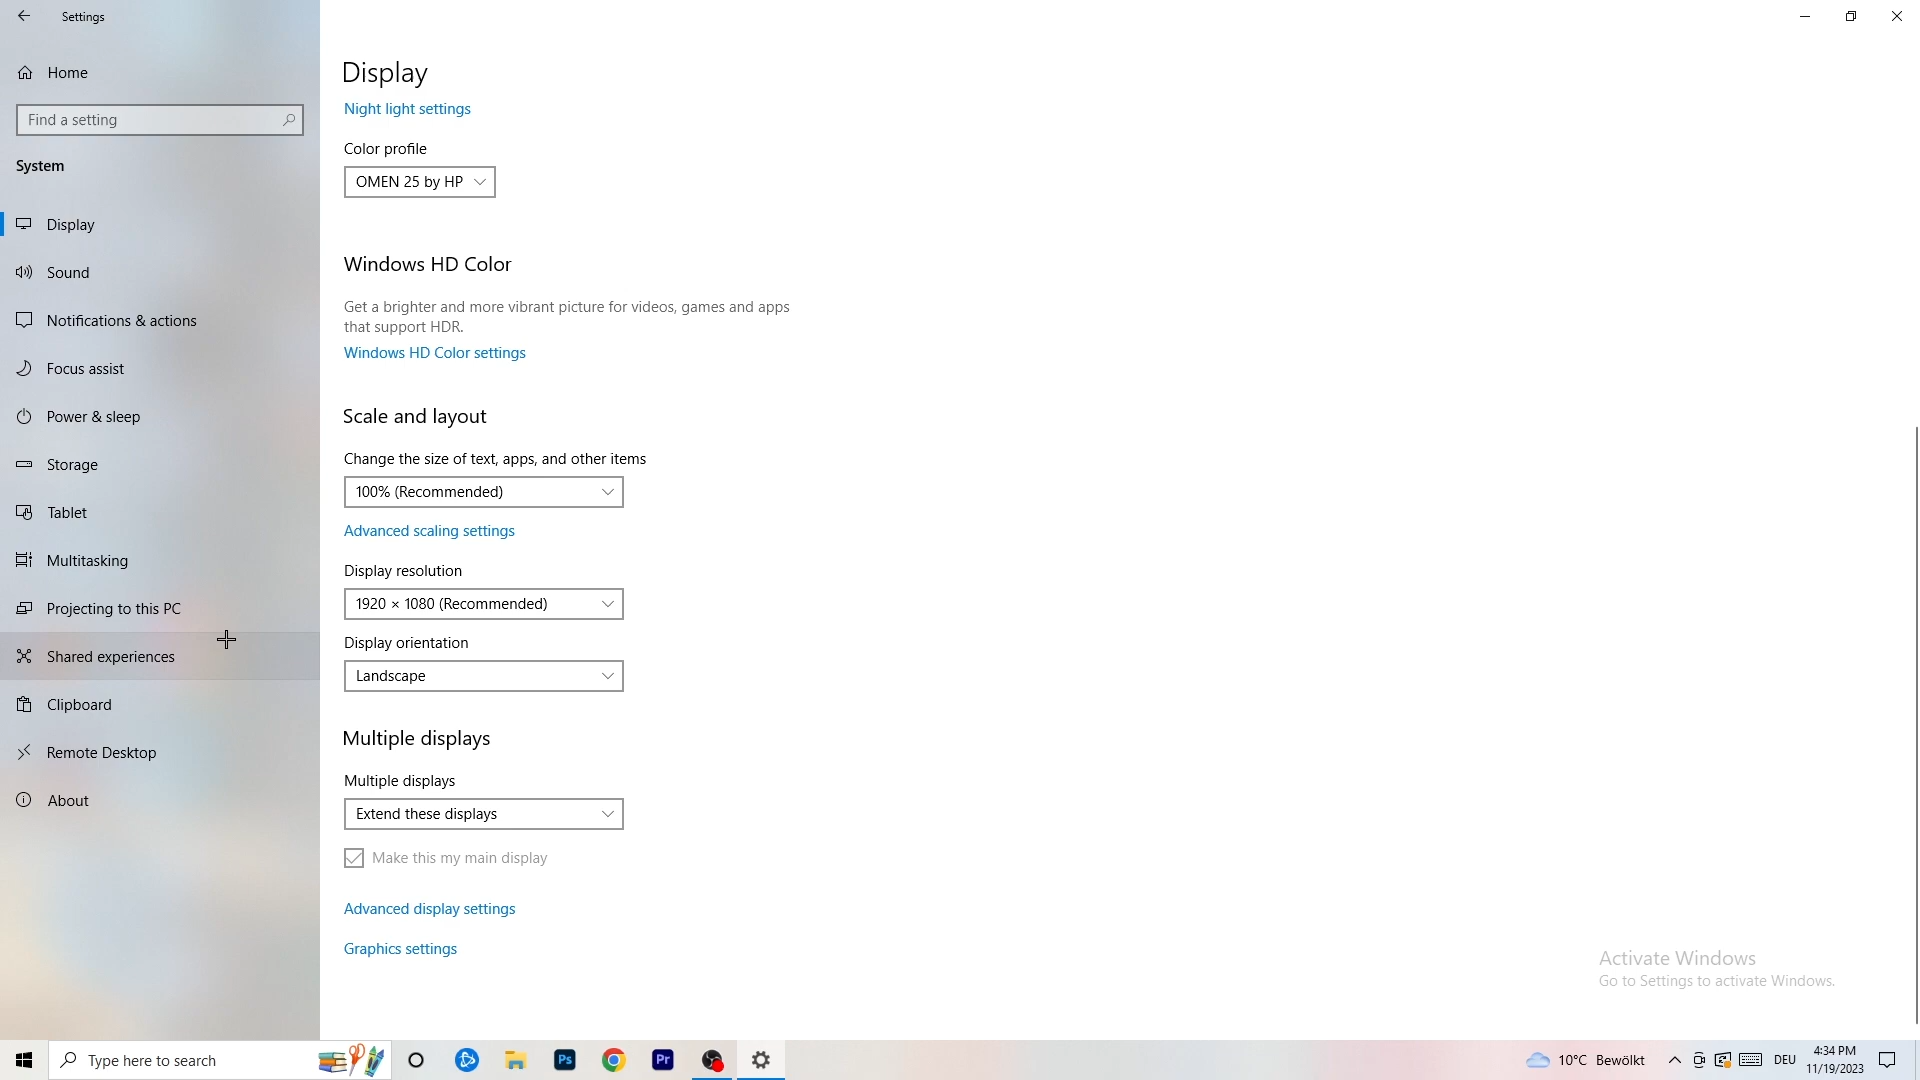 Settings
Home
Find a setting
System
Display
Sound
Notifications & actions
Focus assist
Power & sleep
Storage
Tablet
Multitasking
Projecting to this PC
Shared experiences
Clipboard
Remote Desktop
About
Display
Night light settings
Color profile
OMEN 25 by HP
Windows HD Color
Get a brighter and more vibrant picture for videos, games and apps
that support HDR.
Windows HD Color settings
Scale and layout
Change the size of text, apps, and other items
100% (Recommended)
Advanced scaling settings
Display resolution
1920 × 1080 (Recommended)
Display orientation
Landscape
Multiple displays
Multiple displays
Extend these displays
Make this my main display
Advanced display settings
Graphics settings
Activate Windows
Go to Settings to activate Windows.
Type here to search
Ps
Pr
10°C Bewölkt
DEU
4:34 PM
11/19/2023